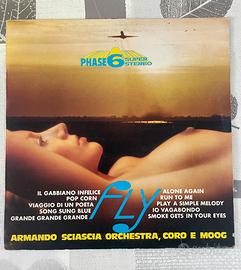 PHASE 6 SUPER STEREO
IL GABBIANO INFELICE
POP CORN
VIAGGIO DI UN POETA
SONG SUNG BLUE
GRANDE GRANDE GRANDE
FLY
ALONE AGAIN
RUN TO ME
PLAY A SIMPLE MELODY
IO VAGABONDO
SMOKE GETS IN YOUR EYES
ARMANDO SCIASCIA ORCHESTRA, CORO E MOOG